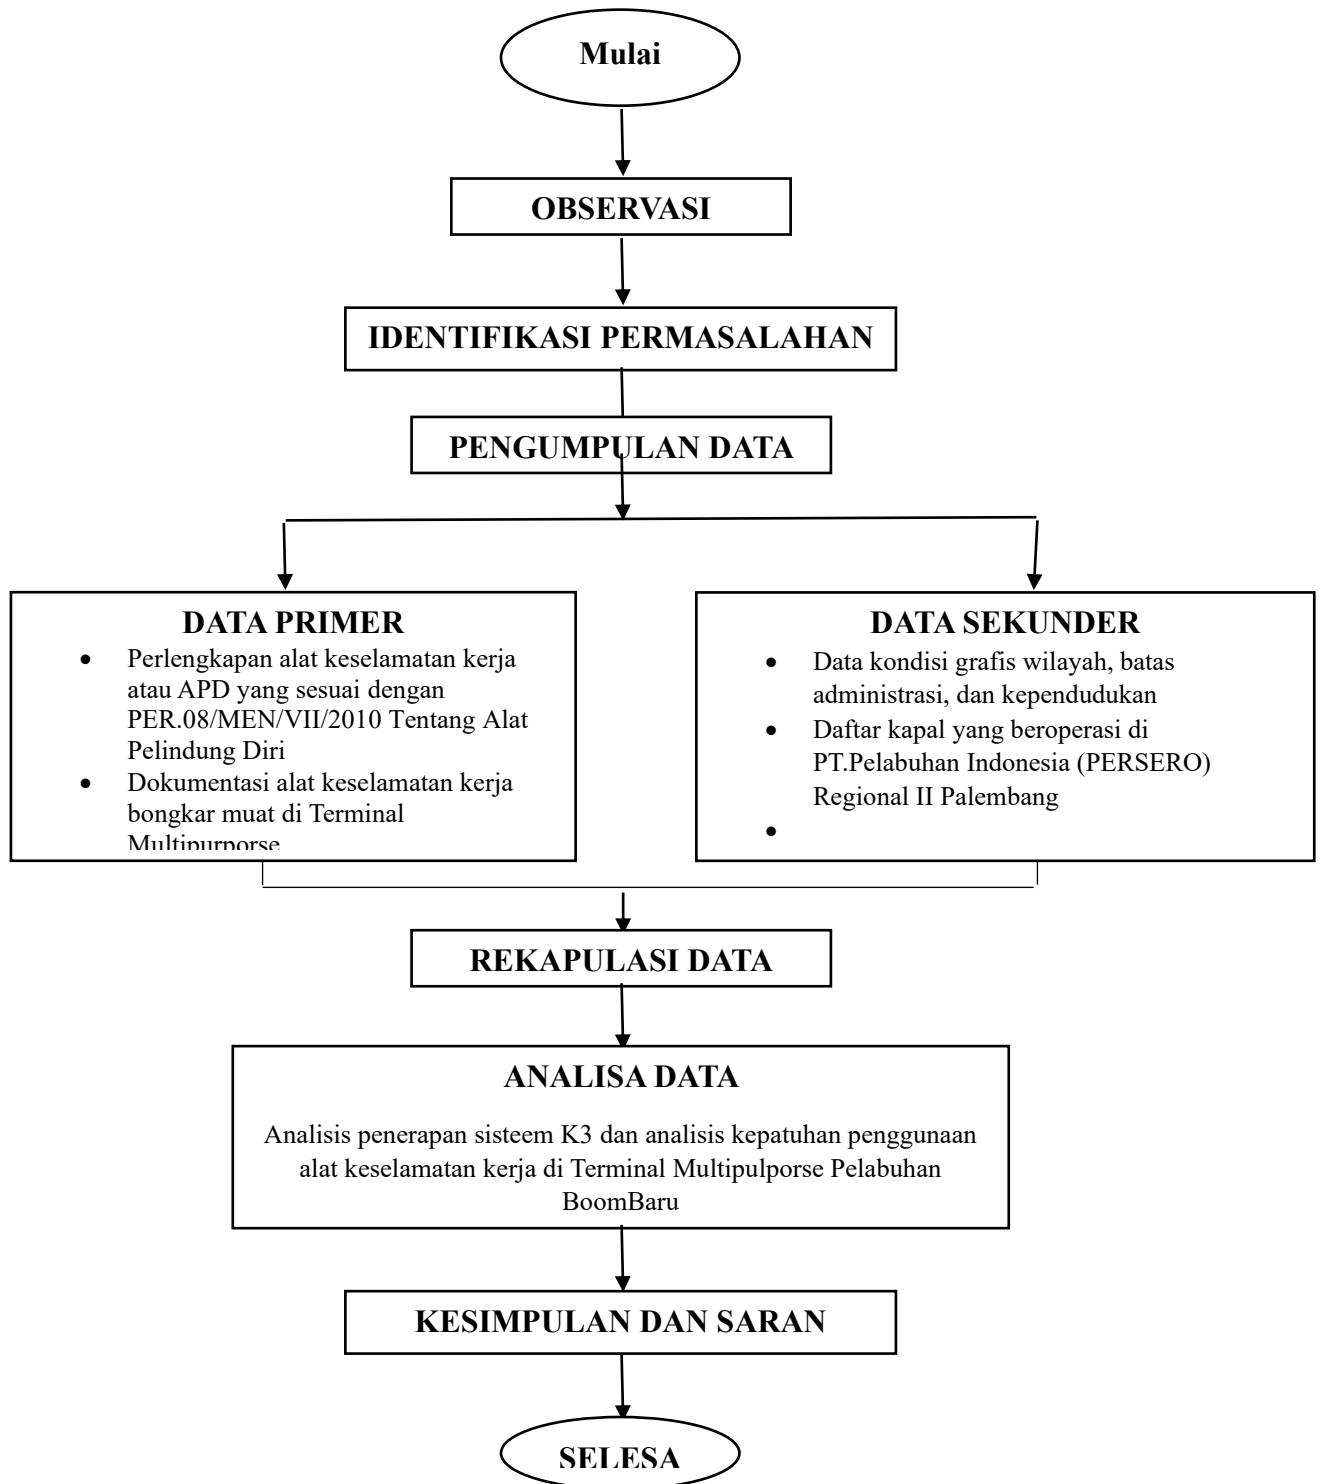 Mulai
OBSERVASI
IDENTIFIKASI PERMASALAHAN
PENGUMPULAN DATA
DATA PRIMER
• Perlengkapan alat keselamatan kerja
atau APD yang sesuai dengan
PER.08/MEN/VII/2010 Tentang Alat
Pelindung Diri
• Dokumentasi alat keselamatan kerja
bongkar muat di Terminal
Multipurporse
DATA SEKUNDER
• Data kondisi grafis wilayah, batas
administrasi, dan kependudukan
• Daftar kapal yang beroperasi di
PT.Pelabuhan Indonesia (PERSERO)
Regional II Palembang
•
REKAPULASI DATA
ANALISA DATA
Analisis penerapan sisteem K3 dan analisis kepatuhan penggunaan
alat keselamatan kerja di Terminal Multipulporse Pelabuhan
BoomBaru
KESIMPULAN DAN SARAN
SELESA